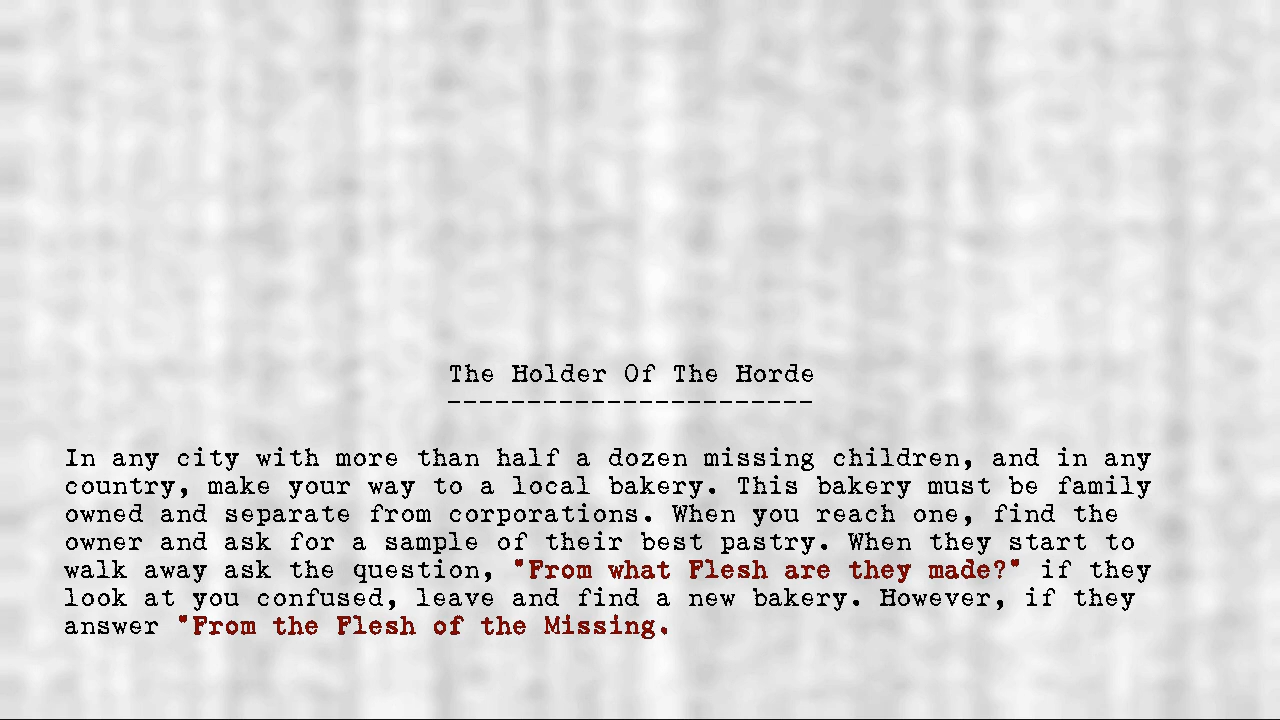 The Holder Of The Horde
-----------------------
In any city with more than half a dozen missing children, and in any
country, make your way to a local bakery. This bakery must be family
owned and separate from corporations. When you reach one, find the
owner and ask for a sample of their best pastry. When they start to
walk away ask the question, "From what Flesh are they made?" if they
look at you confused, leave and find a new bakery. However, if they
answer "From the Flesh of the Missing.